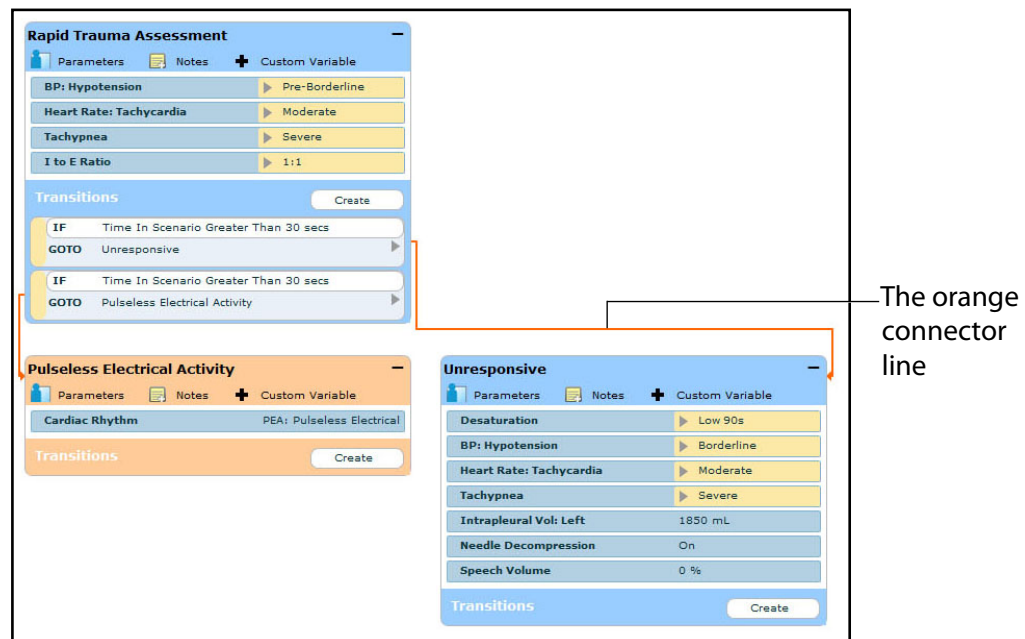 Rapid Trauma Assessment
Parameters Notes Custom Variable
BP: Hypotension Pre-Borderline
Heart Rate: Tachycardia Moderate
Tachypnea Severe
I to E Ratio 1:1
Transitions Create
IF Time In Scenario Greater Than 30 secs
GOTO Unresponsive
IF Time In Scenario Greater Than 30 secs
GOTO Pulseless Electrical Activity
The orange
connector
line
Pulseless Electrical Activity
Parameters Notes Custom Variable
Cardiac Rhythm PEA: Pulseless Electrical
Transitions Create
Unresponsive
Parameters Notes Custom Variable
Desaturation Low 90s
BP: Hypotension Borderline
Heart Rate: Tachycardia Moderate
Tachypnea Severe
Intrapleural Vol: Left 1850 mL
Needle Decompression On
Speech Volume 0 %
Transitions Create